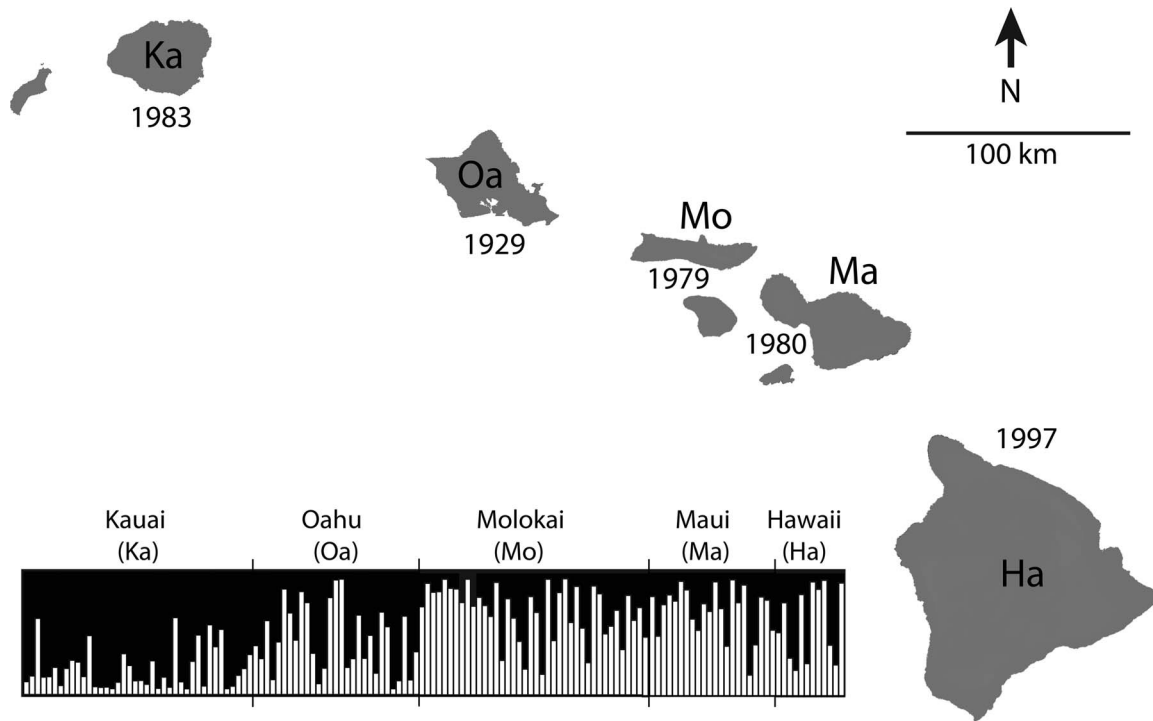 Ka
1983
Oa
1929
N
100 km
Mo
1979
Ma
1980
1997
Ha
Kauai
(Ka)
Oahu
(Oa)
Molokai
(Mo)
Maui
(Ma)
Hawaii
(Ha)